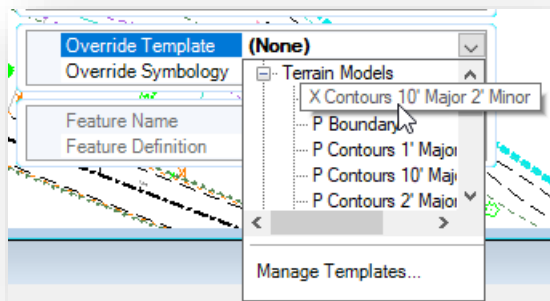 Override Template (None)
Override Symbology
Terrain Models
X Contours 10' Major 2' Minor
Feature Name
P Boundary
Feature Definition
P Contours 1' Major
P Contours 10' Maj
P Contours 2' Major
Manage Templates...